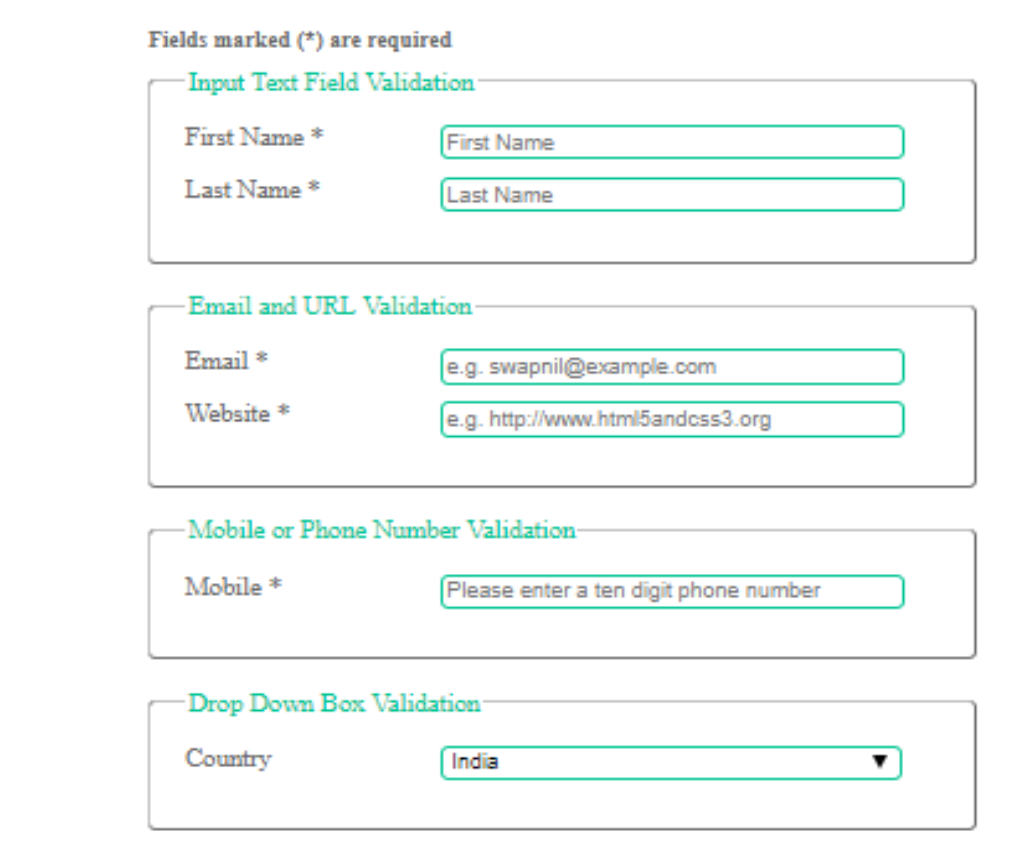 Fields marked (*) are required
Input Text Field Validation
First Name * First Name
Last Name * Last Name
Email and URL Validation
Email * e.g. swapnil@example.com
Website * e.g. http://www.html5andcss3.org
Mobile or Phone Number Validation
Mobile * Please enter a ten digit phone number
Drop Down Box Validation
Country India